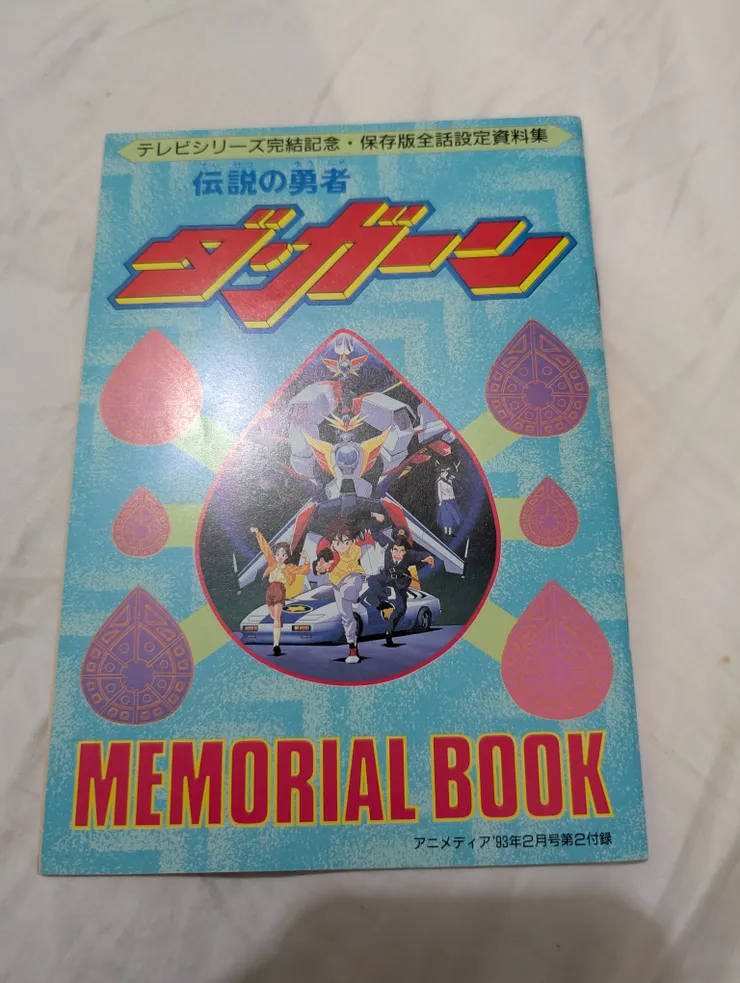 テレビシリーズ完結記念・保存版全話設定資料集
伝説の勇者
ダ・ガーン
MEMORIAL BOOK
アニメディア'93年2月号第2付録